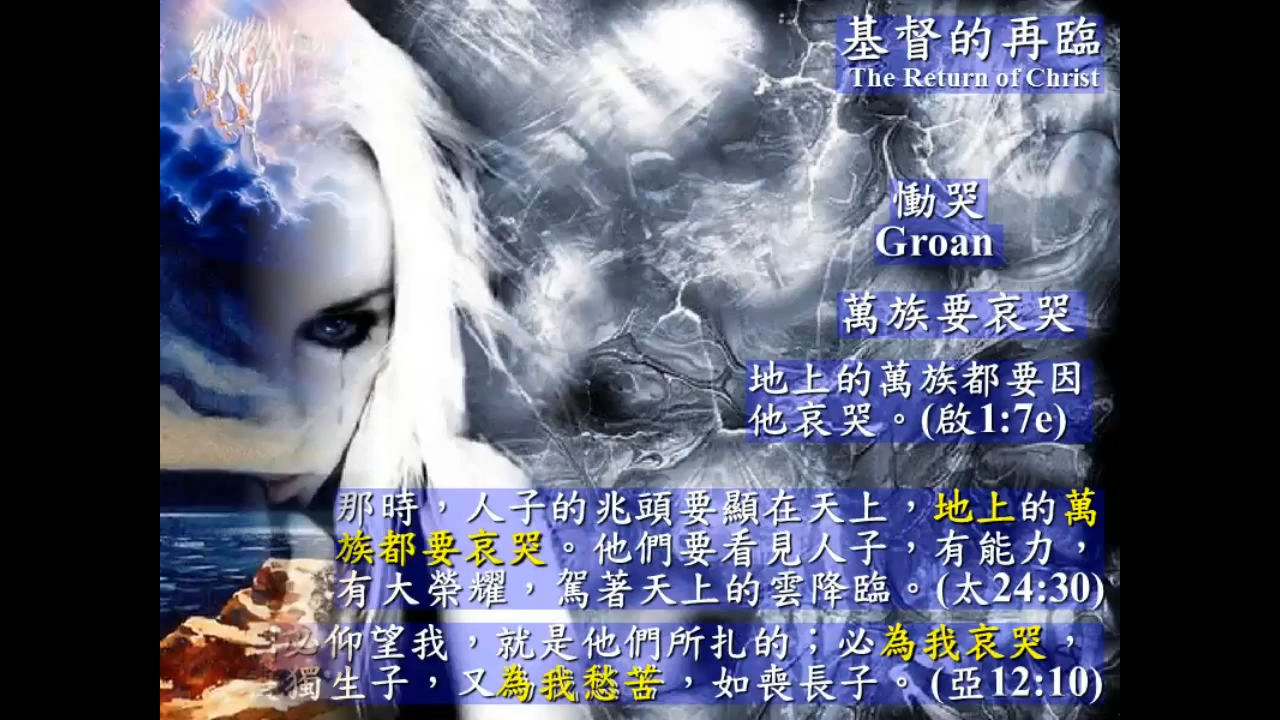 基督的再臨
The Return of Christ
慟哭
Groan
萬族要哀哭
地上的萬族都要因
他哀哭。(啟1:7e)
那時，人子的兆頭要顯在天上，地上的萬
族都要哀哭。他們要看見人子，有能力，
有大榮耀，駕著天上的雲降臨。(太24:30)
必仰望我，就是他們所扎的；必為我哀哭，
獨生子，又為我愁苦，如喪長子。(亞12:10)